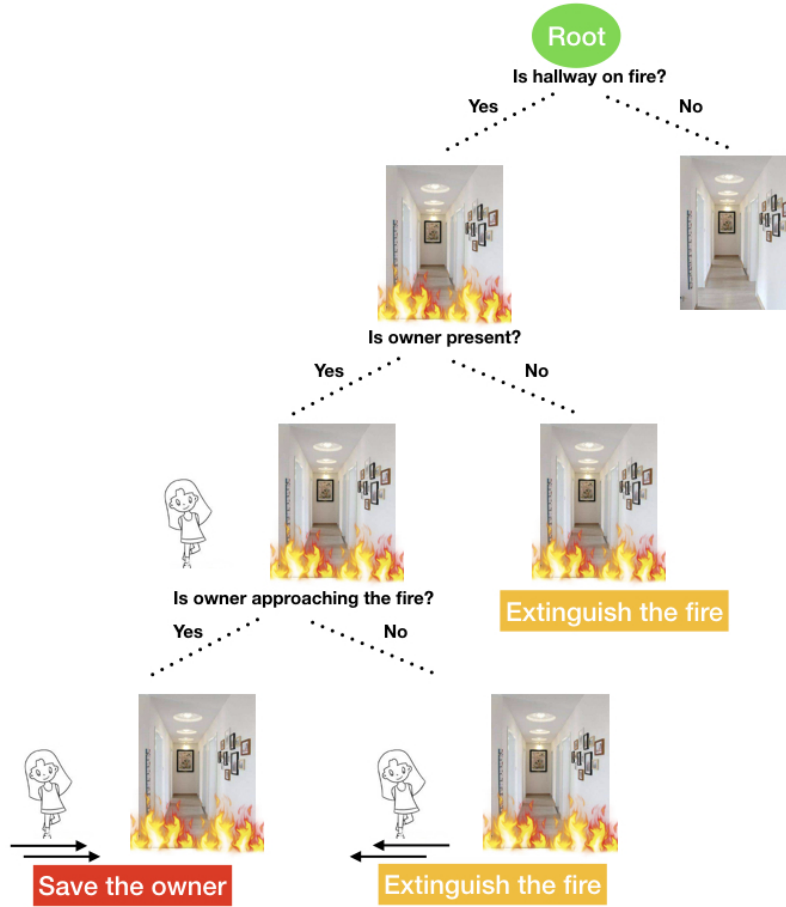 Root
Is hallway on fire?
Yes
No
Is owner present?
Yes
No
Is owner approaching the fire?
Extinguish the fire
Yes
No
Save the owner
Extinguish the fire